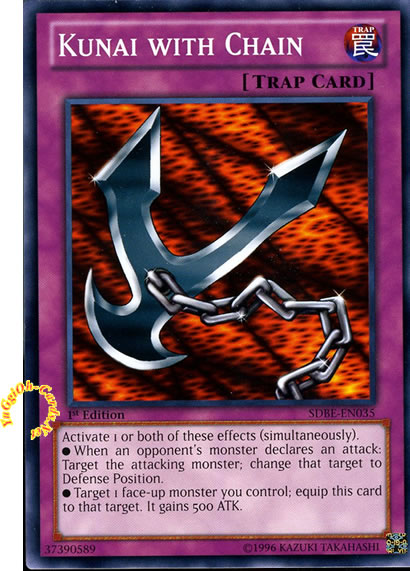 KUNAI WITH CHAIN
TRAP
罠
[TRAP CARD]
1st Edition
SDBE-EN035
Activate 1 or both of these effects (simultaneously).
●When an opponent's monster declares an attack:
Target the attacking monster; change that target to
Defense Position.
●Target 1 face-up monster you control; equip this card
to that target. It gains 500 ATK.
37390589
©1996 KAZUKI TAKAHASHI
YuGiOh-Cards.Net